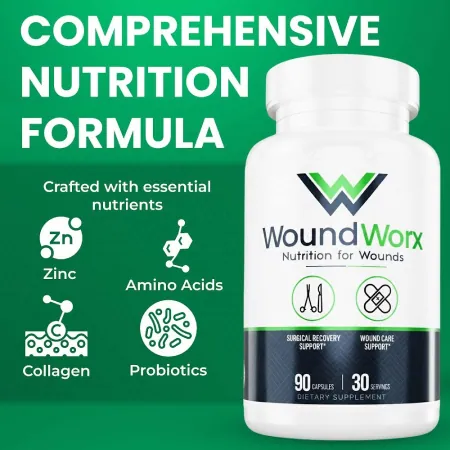 COMPREHENSIVE
NUTRITION
FORMULA
Crafted with essential
nutrients
Zn
Zinc
Amino Acids
C
Collagen
Probiotics
W
WoundWorx
Nutrition for Wounds
SURGICAL RECOVERY
SUPPORT*
WOUND CARE
SUPPORT*
90 CAPSULES | 30 SERVINGS
DIETARY SUPPLEMENT